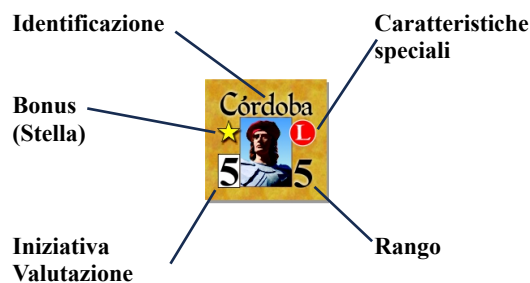 Identificazione
Caratteristiche
speciali
Córdoba
Bonus
(Stella)
L
5
5
Iniziativa
Valutazione
Rango